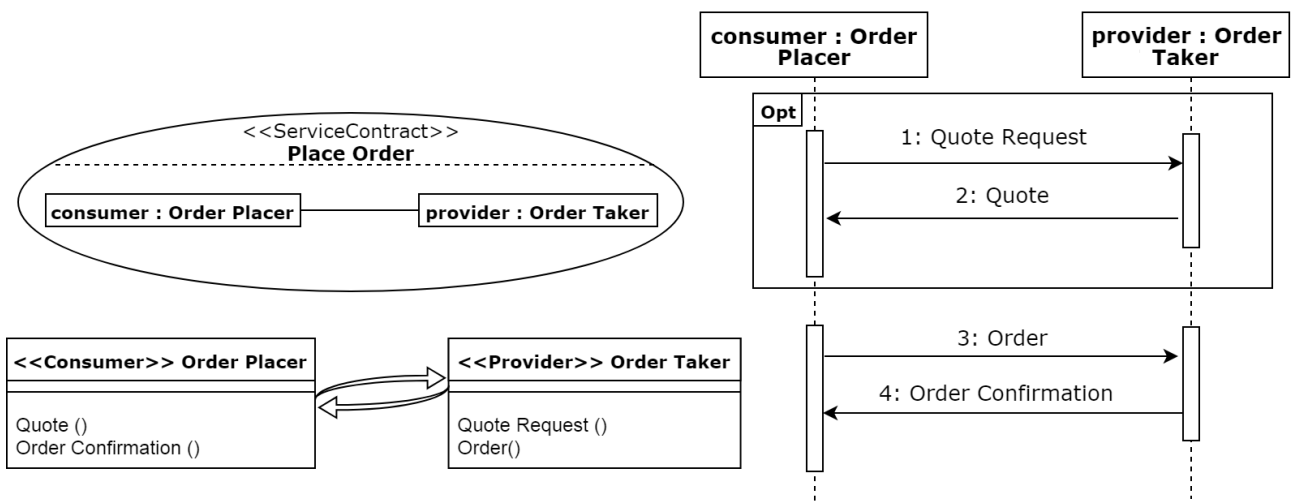 <<ServiceContract>>
Place Order
consumer : Order Placer
provider : Order Taker
<<Consumer>> Order Placer
Quote ()
Order Confirmation ()
<<Provider>> Order Taker
Quote Request ()
Order()
consumer : Order
Placer
provider : Order
Taker
Opt
1: Quote Request
2: Quote
3: Order
4: Order Confirmation